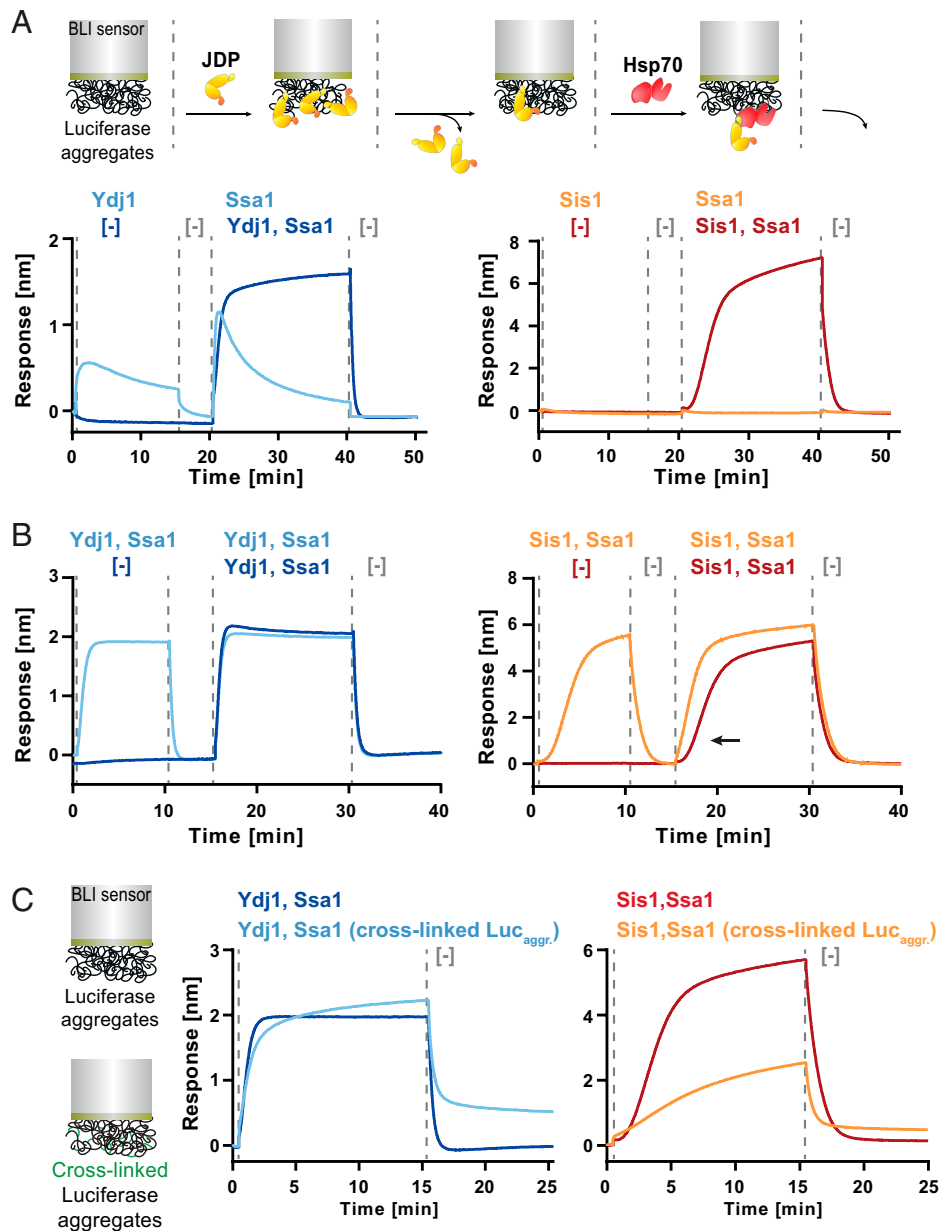 A
BLI sensor
JDP
Hsp70
Luciferase
aggregates
Ydj1
Ssa1
[-]
[-]
Ydj1, Ssa1
[-]
Response [nm]
2
1
0
0
10
20
30
40
50
Time [min]
Sis1
Ssa1
[-]
[-]
Sis1, Ssa1
[-]
Response [nm]
8
6
4
2
0
0
10
20
30
40
50
Time [min]
B
Ydj1, Ssa1
Ydj1, Ssa1
[-]
Ydj1, Ssa1
[-]
Response [nm]
3
2
1
0
0
10
20
30
40
Time [min]
Sis1, Ssa1
Sis1, Ssa1
[-]
[-]
Sis1, Ssa1
[-]
Response [nm]
8
6
4
2
0
0
10
20
30
40
Time [min]
C
BLI sensor
Luciferase
aggregates
Cross-linked
Luciferase
aggregates
Ydj1, Ssa1
Ydj1, Ssa1 (cross-linked Luc aggr.)
[-]
Response [nm]
3
2
1
0
0
5
10
15
20
25
Time [min]
Sis1,Ssa1
Sis1,Ssa1 (cross-linked Luc aggr.)
[-]
6
4
2
0
0
5
10
15
20
25
Time [min]